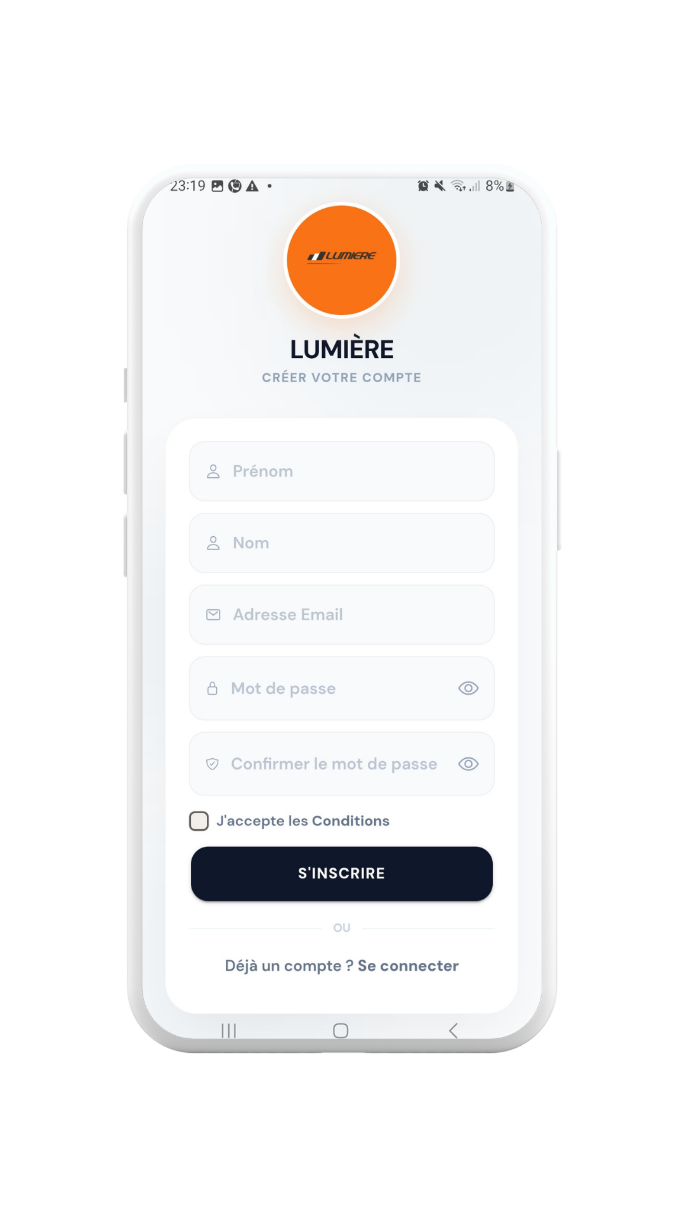 23:19 8%
LUMIERE
LUMIÈRE
CRÉER VOTRE COMPTE
Prénom
Nom
Adresse Email
Mot de passe
Confirmer le mot de passe
J'accepte les Conditions
S'INSCRIRE
OU
Déjà un compte ? Se connecter